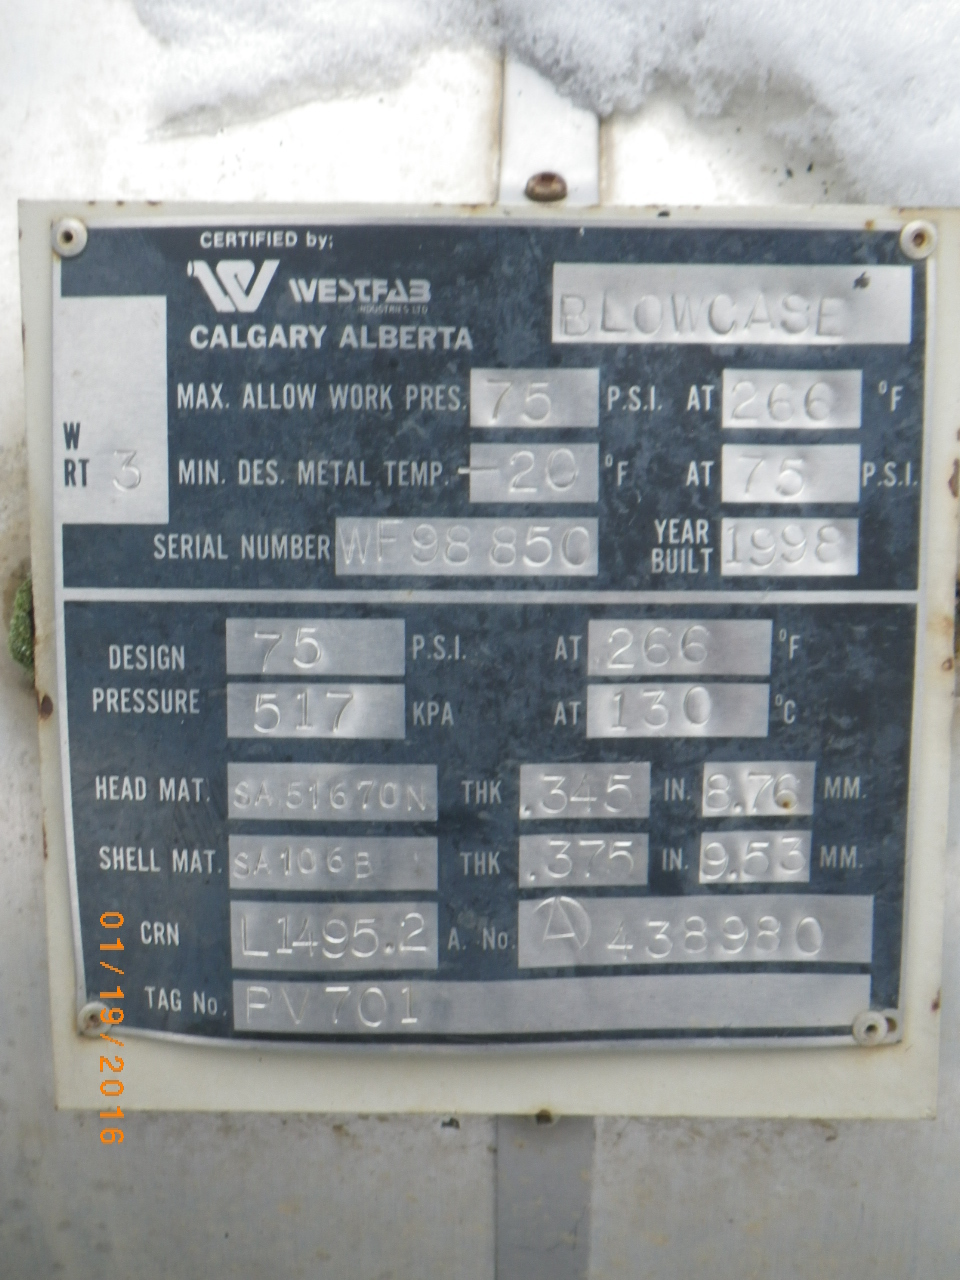 CERTIFIED by;
W WESTFAB
INDUSTRIES LTD
CALGARY ALBERTA
BLOWCASE
W
RT 3
MAX. ALLOW WORK PRES. 75 P.S.I. AT 266 °F
MIN. DES. METAL TEMP. -20 °F AT 75 P.S.I.
SERIAL NUMBER WF98 850 YEAR BUILT 1998
DESIGN PRESSURE
75 P.S.I. AT 266 °F
517 KPA AT 130 °C
HEAD MAT. SA51670N THK .345 IN. 8.76 MM.
SHELL MAT. SA106B THK .375 IN. 9.53 MM.
CRN L1495.2 A. No. A 438980
TAG No. PV701
01/19/2016